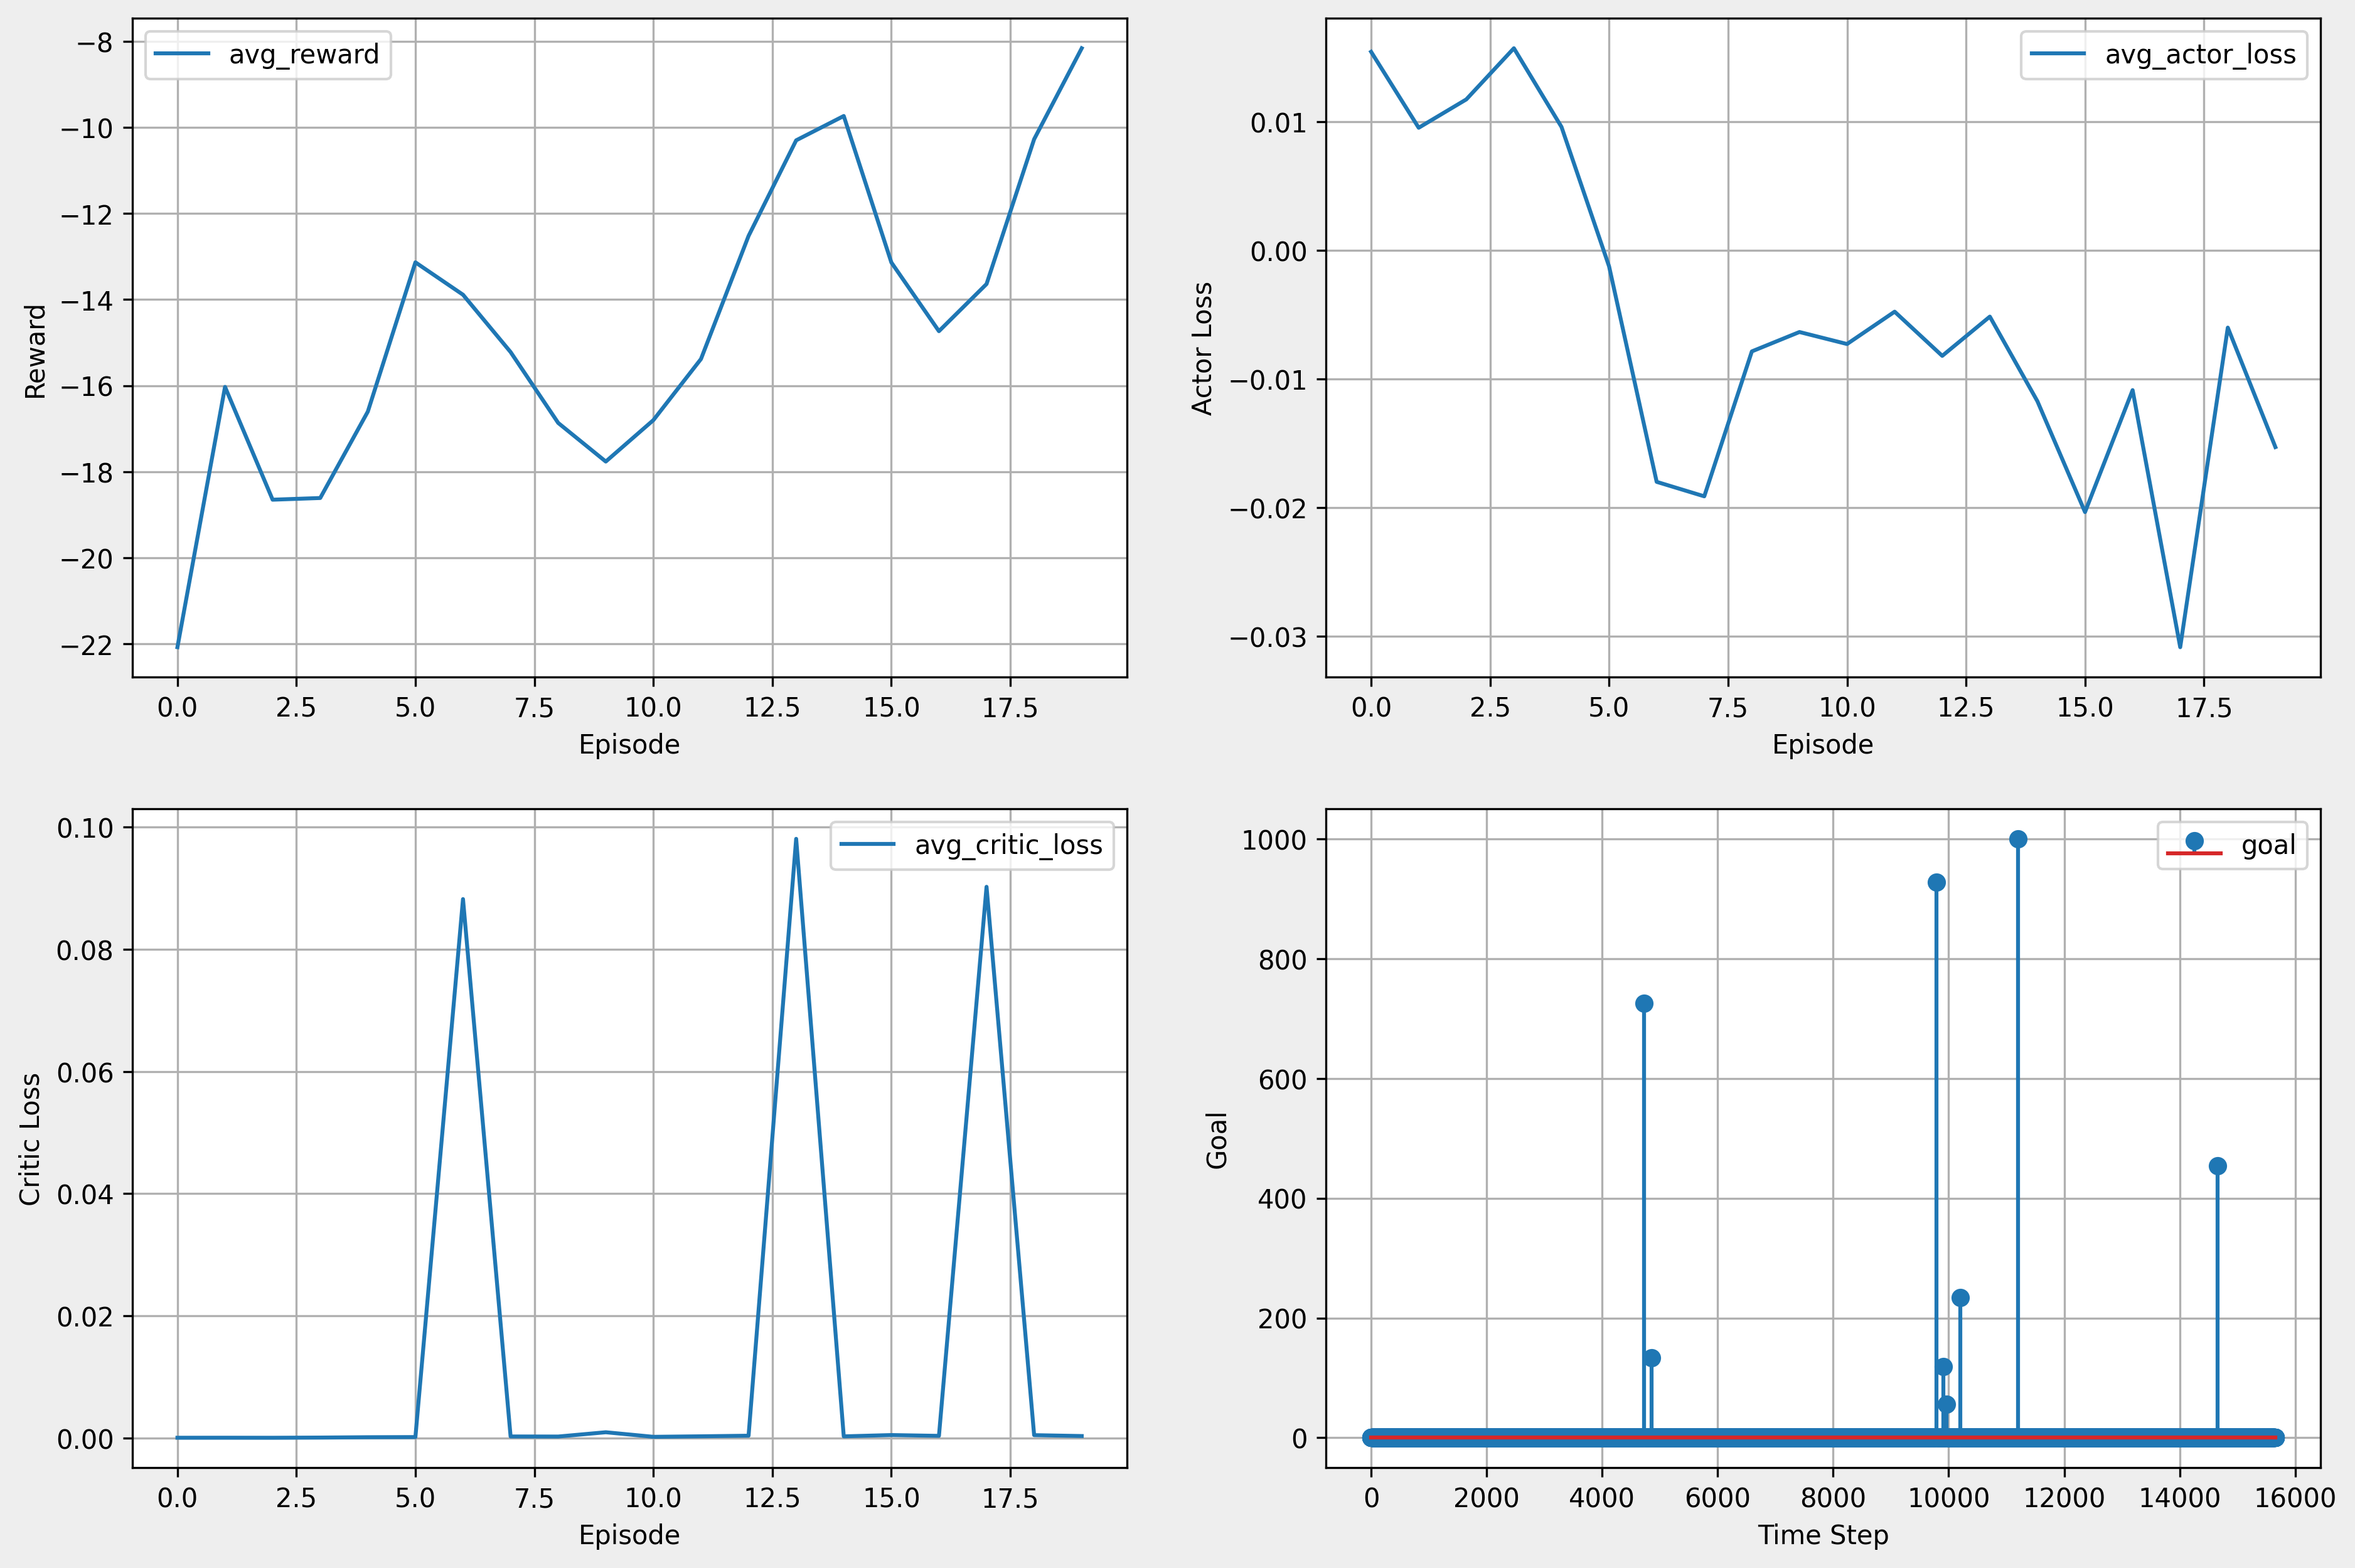 avg_reward
−8
−10
−12
−14
−16
−18
−20
−22
Reward
0.0 2.5 5.0 7.5 10.0 12.5 15.0 17.5
Episode
avg_actor_loss
0.01
0.00
−0.01
−0.02
−0.03
Actor Loss
0.0 2.5 5.0 7.5 10.0 12.5 15.0 17.5
Episode
avg_critic_loss
0.10
0.08
0.06
0.04
0.02
0.00
Critic Loss
0.0 2.5 5.0 7.5 10.0 12.5 15.0 17.5
Episode
goal
1000
800
600
400
200
0
Goal
0 2000 4000 6000 8000 10000 12000 14000 16000
Time Step